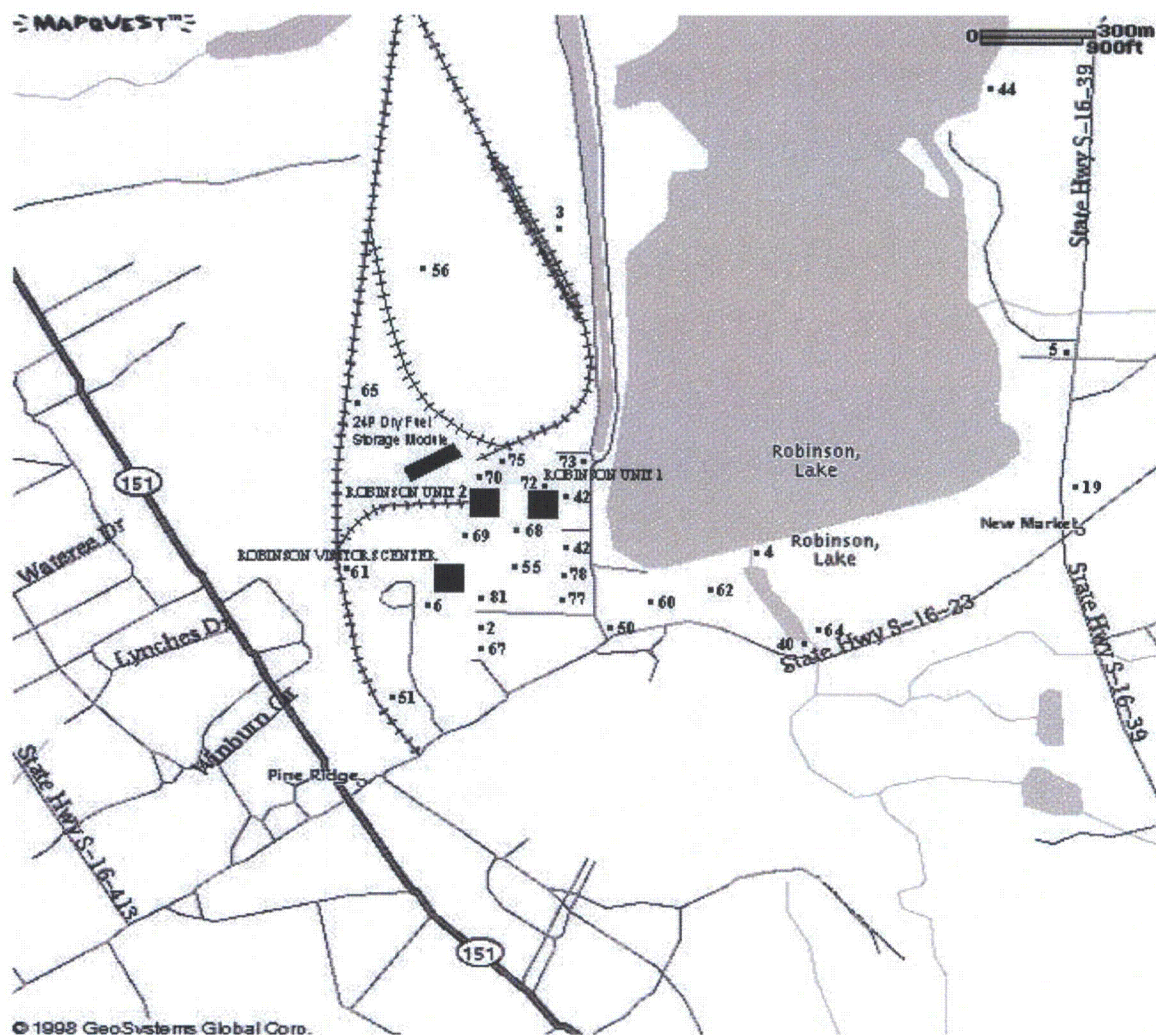 MAPQUEST™
0 300m
900ft
44
State Hwy S-16-39
3
56
5
65
24P Dry Fuel
Storage Module
75
73
Robinson,
Lake
70
ROBINSON UNIT 1
72
ROBINSON UNIT 2
42
19
151
New Market
68
69
Robinson,
Lake
42
4
Wateree Dr
ROBINSON VISITORS CENTER
61
55
78
81
77
62
60
6
2
50
64
40
State Hwy S-16-23
State Hwy S-16-39
Lynches Dr
67
51
Winburn Cir
Pine Ridge
State Hwy S-16-413
151
© 1998 GeoSystems Global Corp.